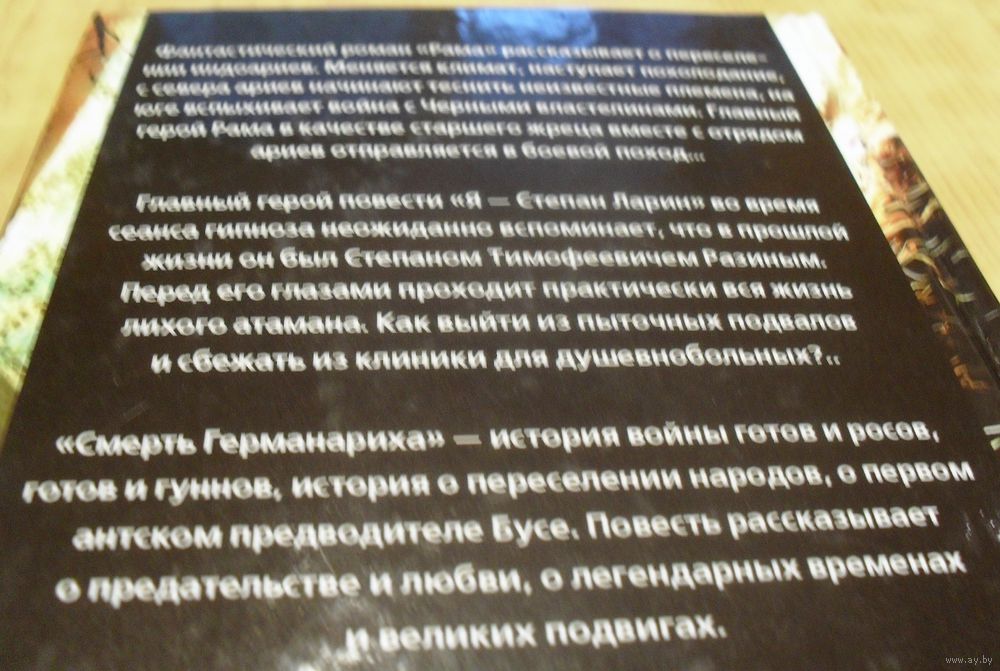 Фантастический роман «Рама» рассказывает о переселе-
нии индоариев. Меняется климат, наступает похолодание,
с севера ариев начинают теснить неизвестные племена, на
юге вспыхивает война с Черными властелинами. Главный
герой Рама в качестве старшего жреца вместе с отрядом
ариев отправляется в боевой поход...
Главный герой повести «Я — Степан Ларин» во время
сеанса гипноза неожиданно вспоминает, что в прошлой
жизни он был Степаном Тимофеевичем Разиным.
Перед его глазами проходит практически вся жизнь
лихого атамана. Как выйти из пыточных подвалов
и сбежать из клиники для душевнобольных?..
«Смерть Германариха» — история войны готов и росов,
готов и гуннов, история о переселении народов, о первом
антском предводителе Бусе. Повесть рассказывает
о предательстве и любви, о легендарных временах
и великих подвигах.
www.ay.by